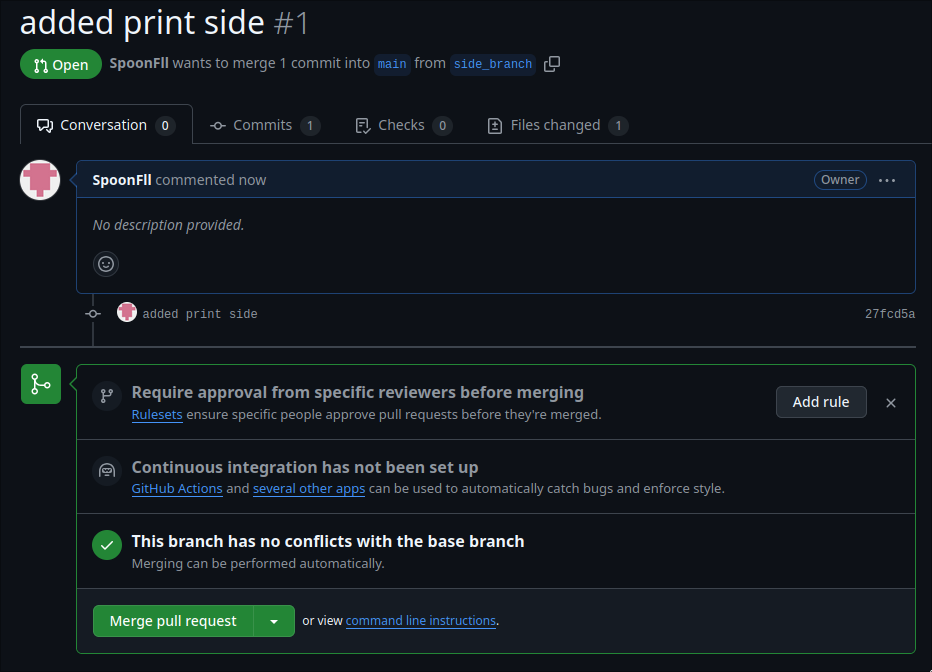 added print side #1
Open SpoonFll wants to merge 1 commit into main from side_branch
Conversation 0 Commits 1 Checks 0 Files changed 1
SpoonFll commented now Owner
No description provided.
added print side 27fcd5a
Require approval from specific reviewers before merging
Rulesets ensure specific people approve pull requests before they're merged.
Add rule
Continuous integration has not been set up
GitHub Actions and several other apps can be used to automatically catch bugs and enforce style.
This branch has no conflicts with the base branch
Merging can be performed automatically.
Merge pull request or view command line instructions.